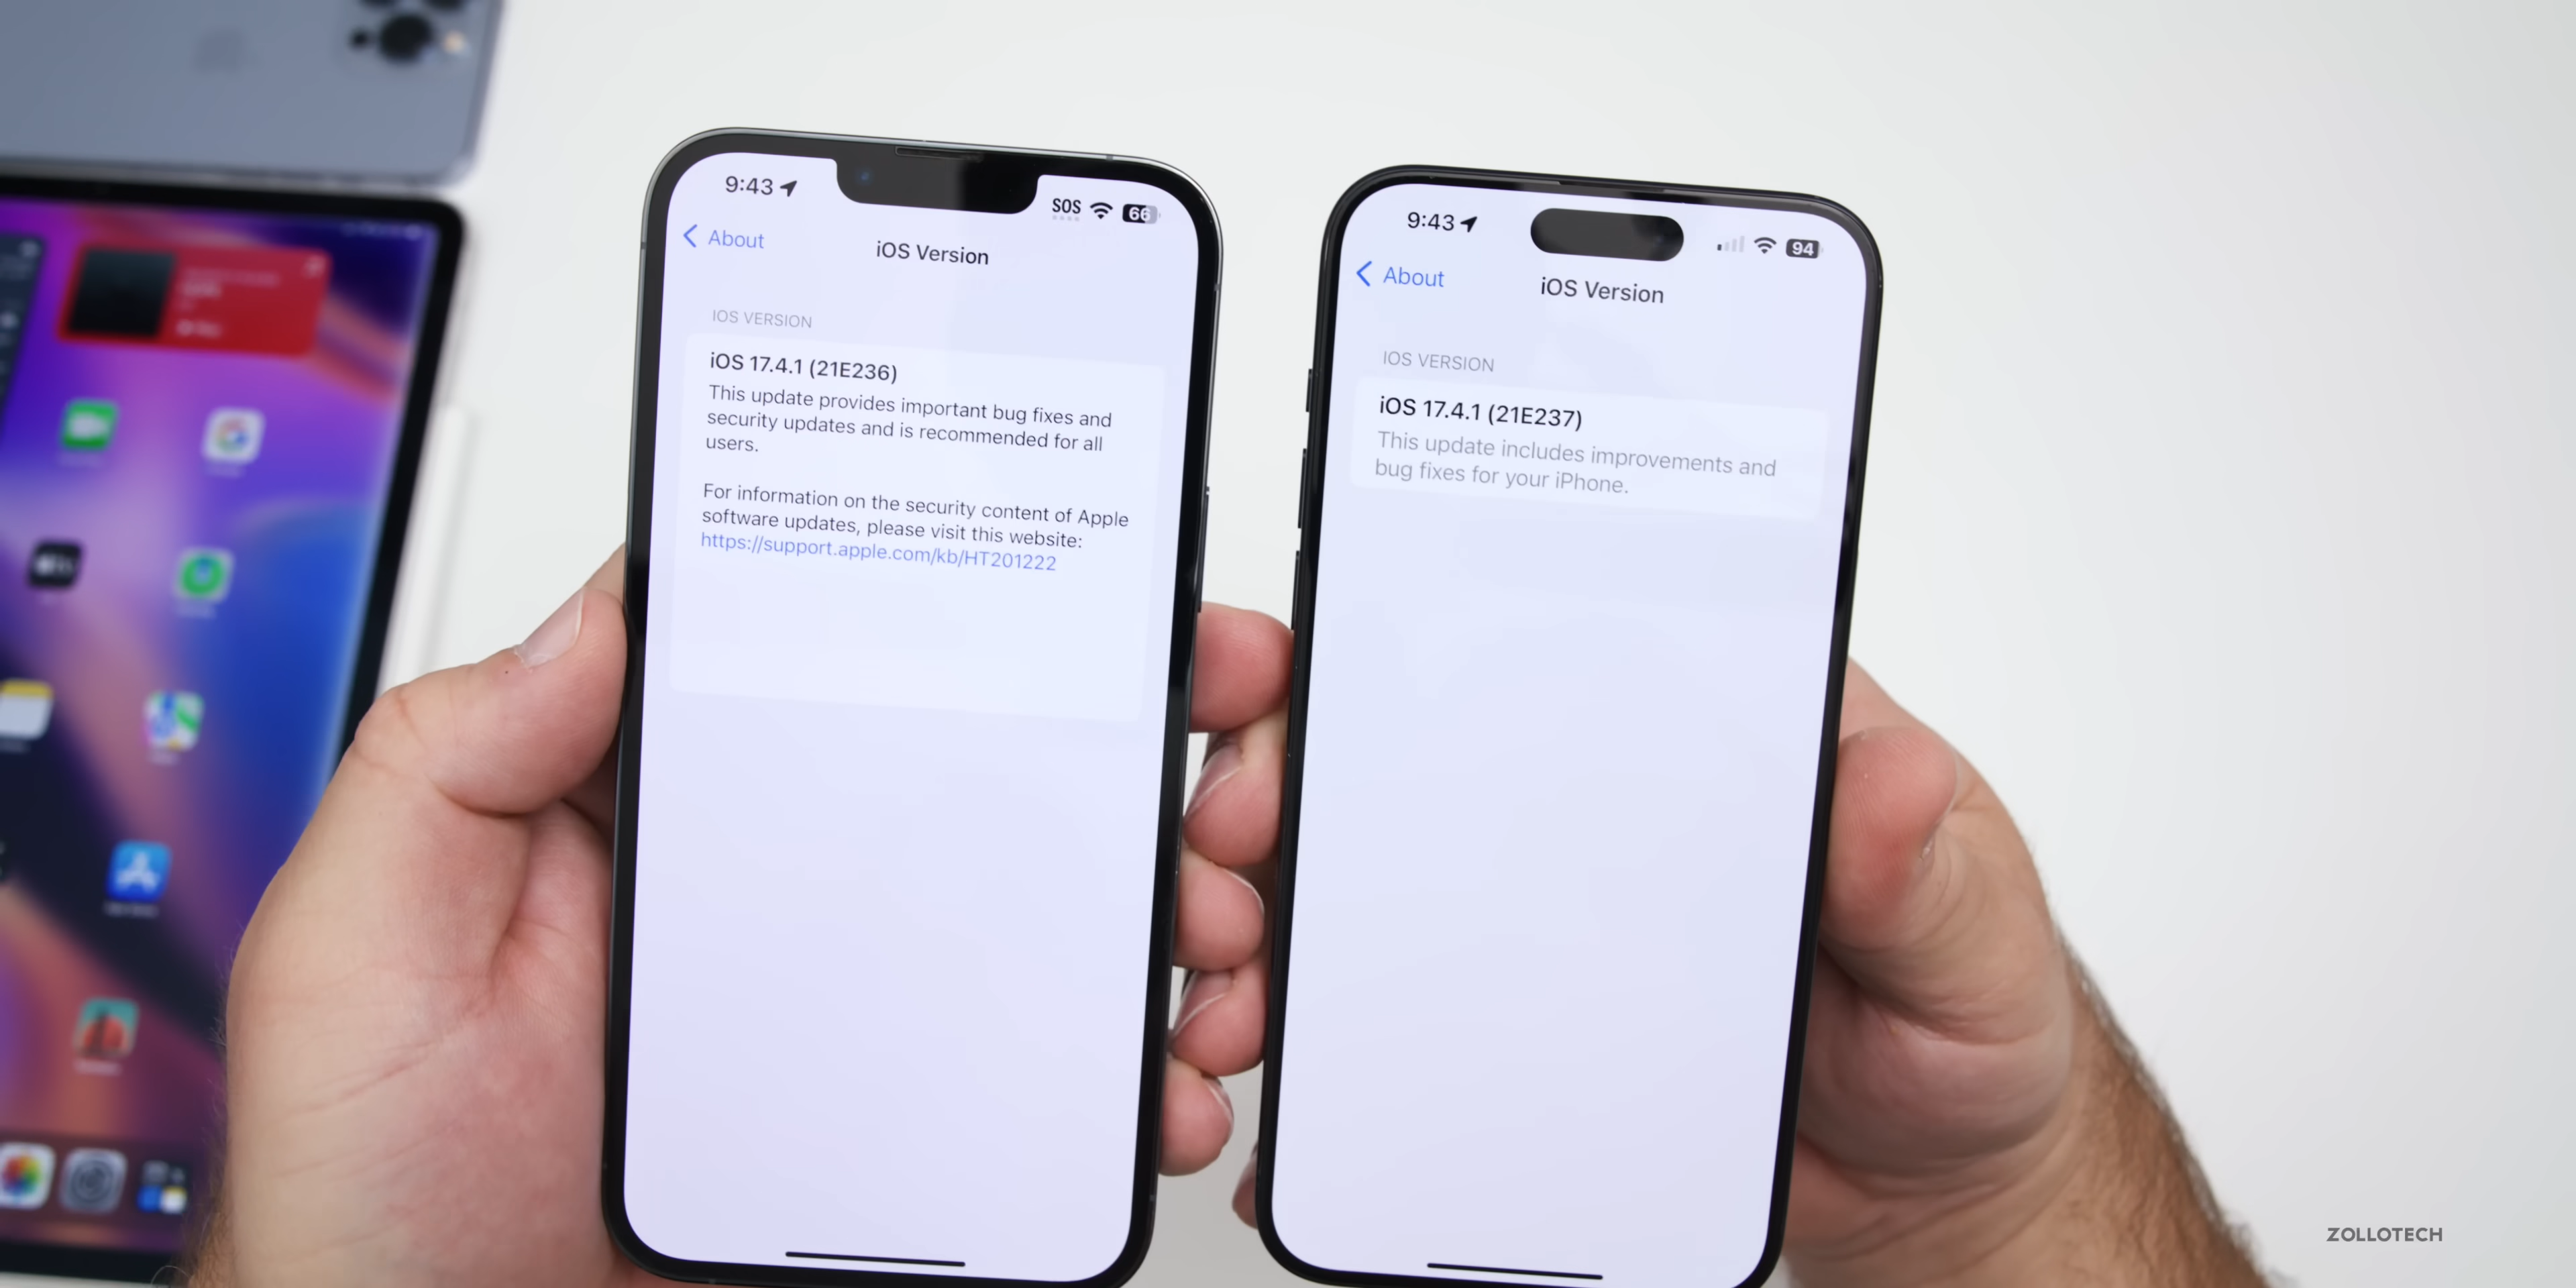 9:43
SOS
66
About
iOS Version
IOS VERSION
iOS 17.4.1 (21E236)
This update provides important bug fixes and
security updates and is recommended for all
users.
For information on the security content of Apple
software updates, please visit this website:
https://support.apple.com/kb/HT201222
9:43
94
About
iOS Version
IOS VERSION
iOS 17.4.1 (21E237)
This update includes improvements and
bug fixes for your iPhone.
ZOLLOTECH